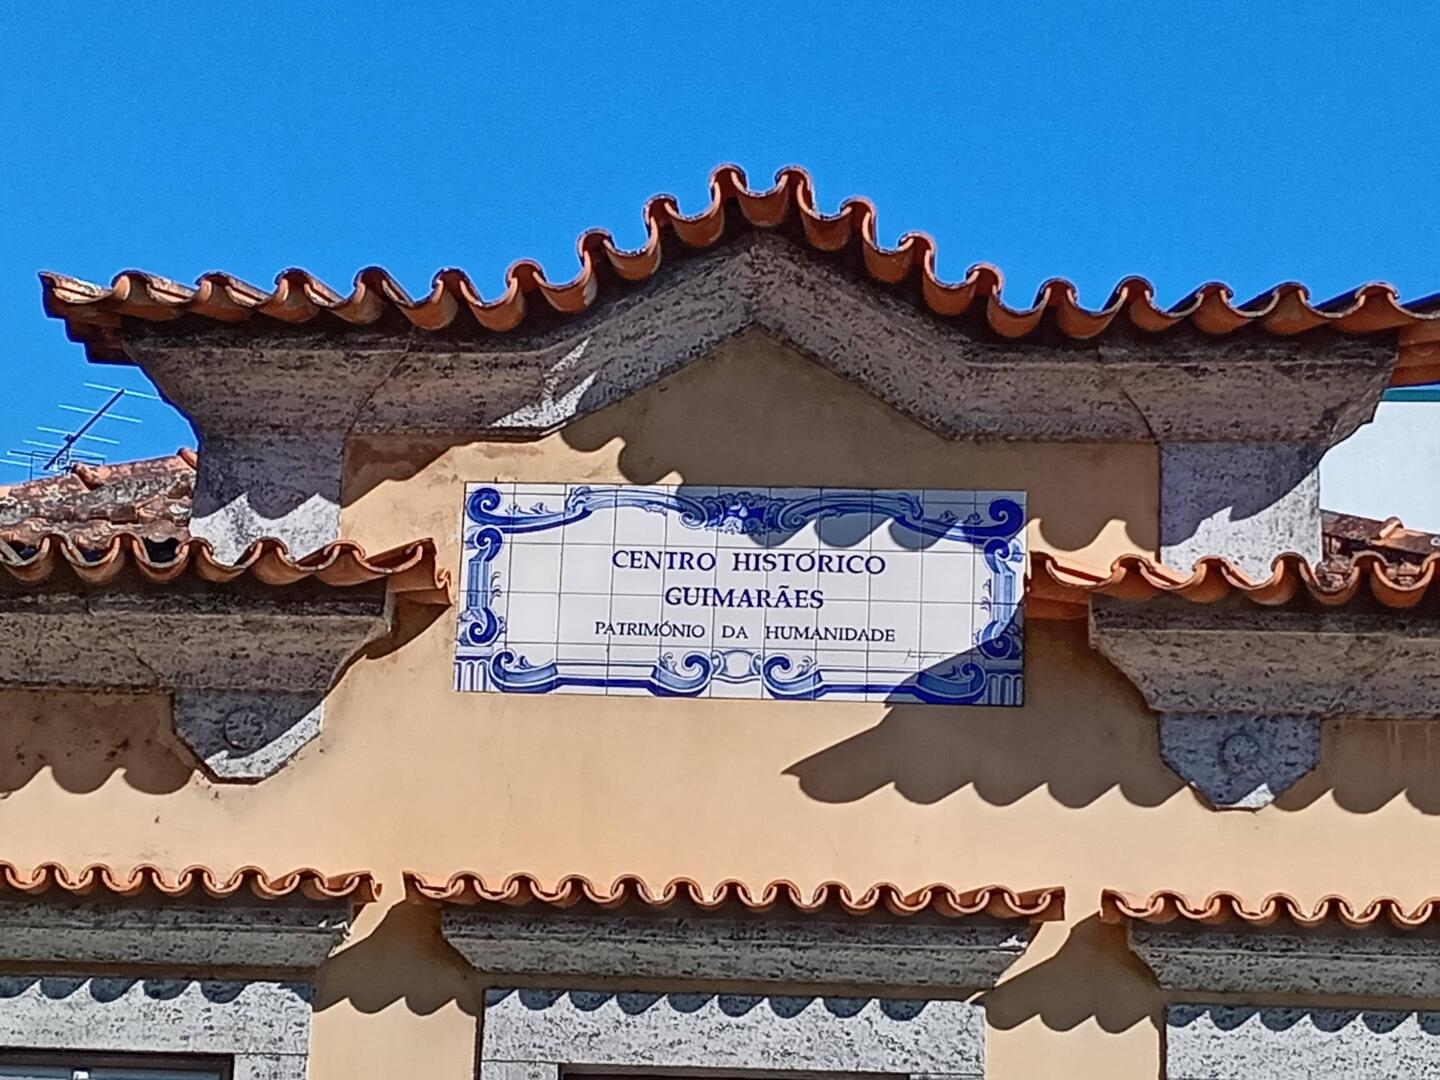 CENTRO HISTÓRICO
GUIMARÃES
PATRIMÓNIO DA HUMANIDADE